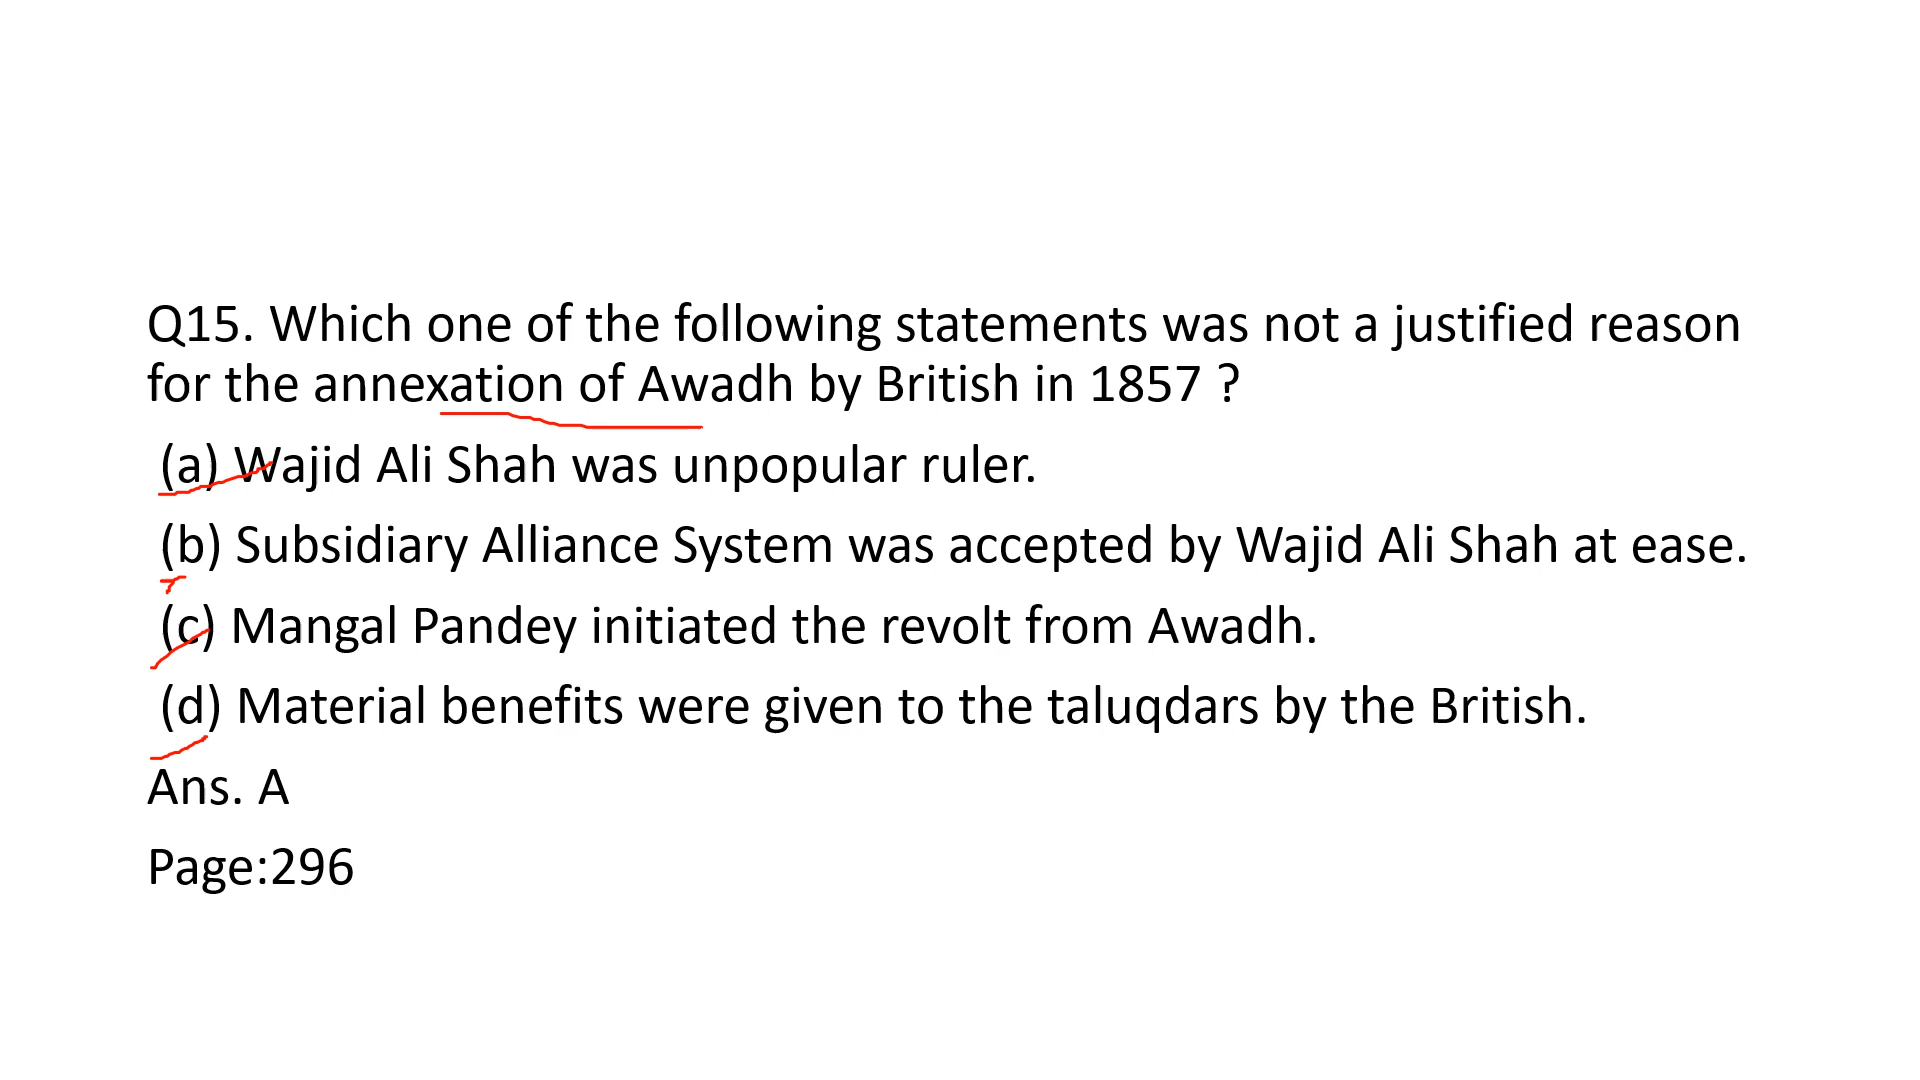 Q15. Which one of the following statements was not a justified reason
for the annexation of Awadh by British in 1857 ?
(a) Wajid Ali Shah was unpopular ruler.
(b) Subsidiary Alliance System was accepted by Wajid Ali Shah at ease.
(c) Mangal Pandey initiated the revolt from Awadh.
(d) Material benefits were given to the taluqdars by the British.
Ans. A
Page:296